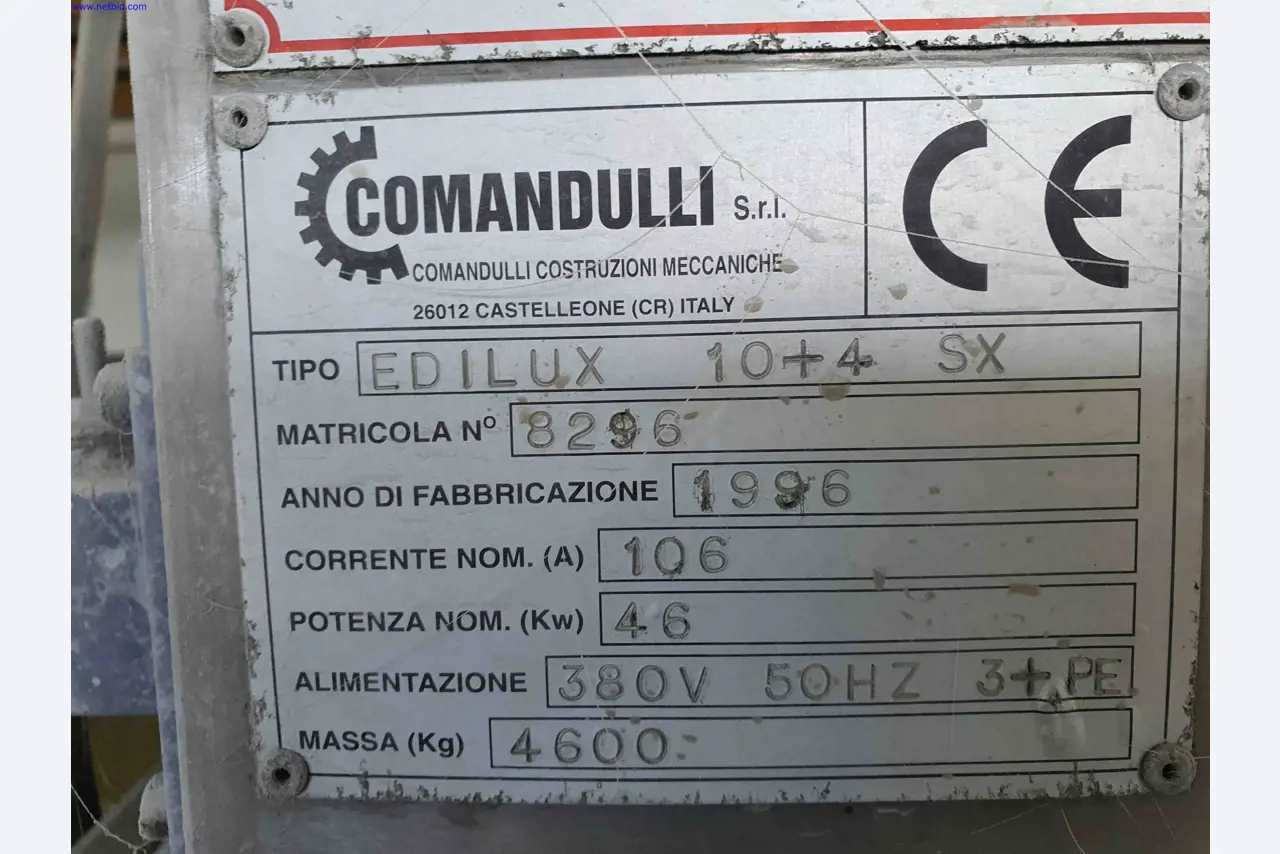 www.netbid.com
COMANDULLI S.r.l.
COMANDULLI COSTRUZIONI MECCANICHE
26012 CASTELLEONE (CR) ITALY
CE
TIPO EDILUX 10+4 SX
MATRICOLA N° 8296
ANNO DI FABBRICAZIONE 1996
CORRENTE NOM. (A) 106
POTENZA NOM. (Kw) 46
ALIMENTAZIONE 380V 50HZ 3+PE
MASSA (Kg) 4600